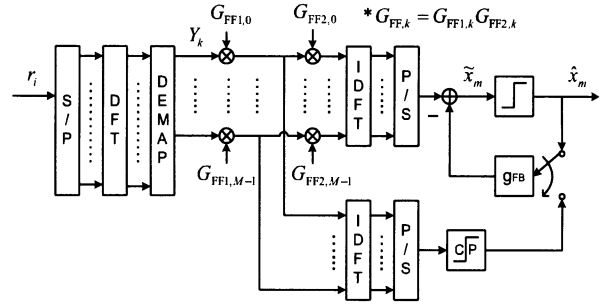 G_FF1,0
G_FF2,0
*G_FF,k = G_FF1,k G_FF2,k
r_i
S/P
DFT
DEMAP
Y_k
IDFT
P/S
−
x̃_m
x̂_m
g_FB
G_FF1,M−1
G_FF2,M−1
IDFT
P/S
CP